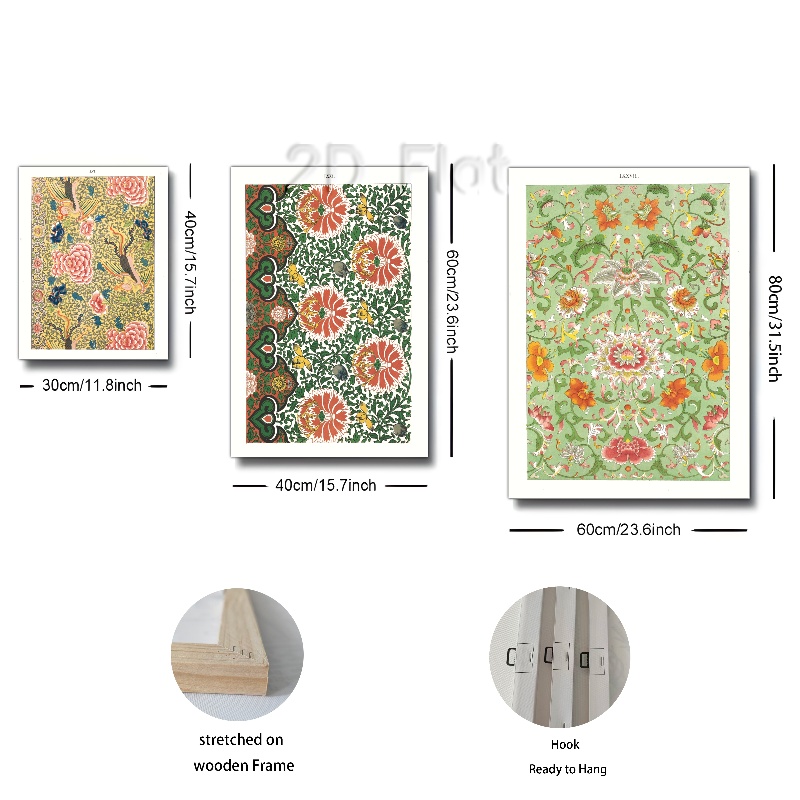 2D Flat
LXXVII.
40cm/15.7inch
60cm/23.6inch
80cm/31.5inch
30cm/11.8inch
40cm/15.7inch
60cm/23.6inch
stretched on
wooden Frame
Hook
Ready to Hang